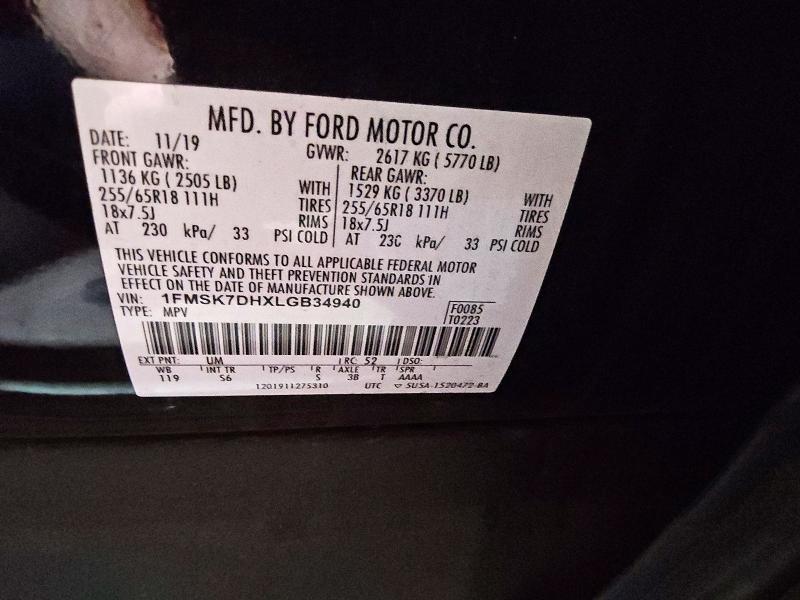 MFD. BY FORD MOTOR CO.
DATE: 11/19 GVWR: 2617 KG ( 5770 LB)
FRONT GAWR: REAR GAWR:
1136 KG ( 2505 LB) WITH 1529 KG ( 3370 LB) WITH
255/65R18 111H TIRES 255/65R18 111H TIRES
18x7.5J RIMS 18x7.5J RIMS
AT 230 kPa/ 33 PSI COLD AT 230 kPa/ 33 PSI COLD
THIS VEHICLE CONFORMS TO ALL APPLICABLE FEDERAL MOTOR
VEHICLE SAFETY AND THEFT PREVENTION STANDARDS IN
EFFECT ON THE DATE OF MANUFACTURE SHOWN ABOVE.
VIN: 1FMSK7DHXLGB34940 F0085
TYPE: MPV T0223
EXT PNT: UM RC: 52 DSO:
WB INT TR TP/PS R AXLE TR SPR
119 S6 S 3B T AAAA
1201911275310 UTC ▽ 5USA-1520472-BA